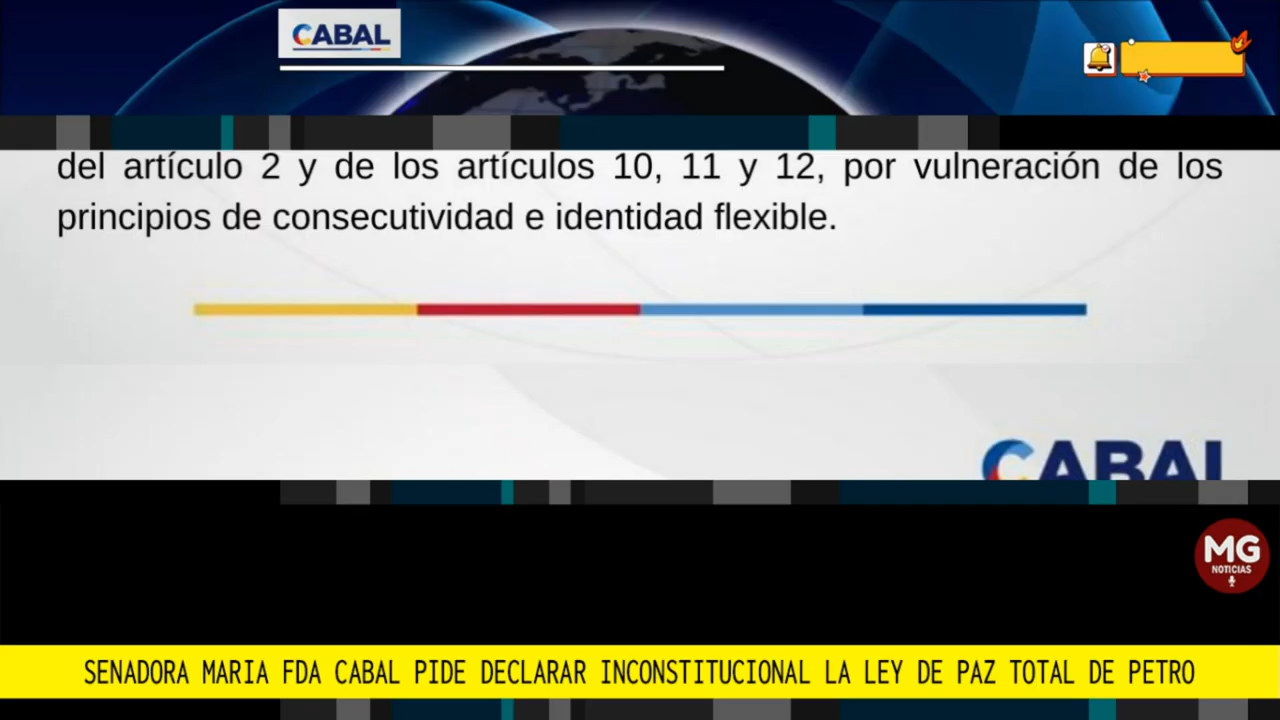 CABAL
del artículo 2 y de los artículos 10, 11 y 12, por vulneración de los
principios de consecutividad e identidad flexible.
CABAL
MG
NOTICIAS
SENADORA MARIA FDA CABAL PIDE DECLARAR INCONSTITUCIONAL LA LEY DE PAZ TOTAL DE PETRO